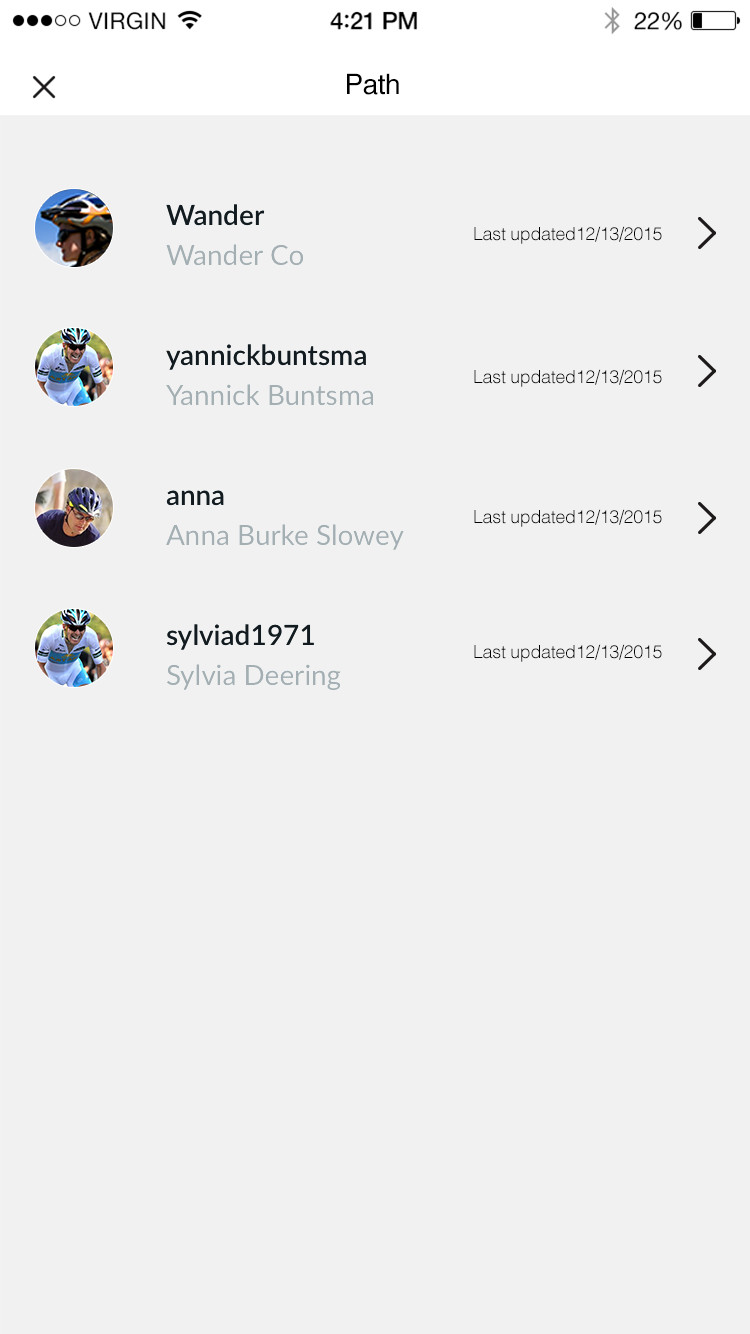 VIRGIN 4:21 PM 22%
Path
Wander
Wander Co
Last updated12/13/2015
yannickbuntsma
Yannick Buntsma
Last updated12/13/2015
anna
Anna Burke Slowey
Last updated12/13/2015
sylviad1971
Sylvia Deering
Last updated12/13/2015